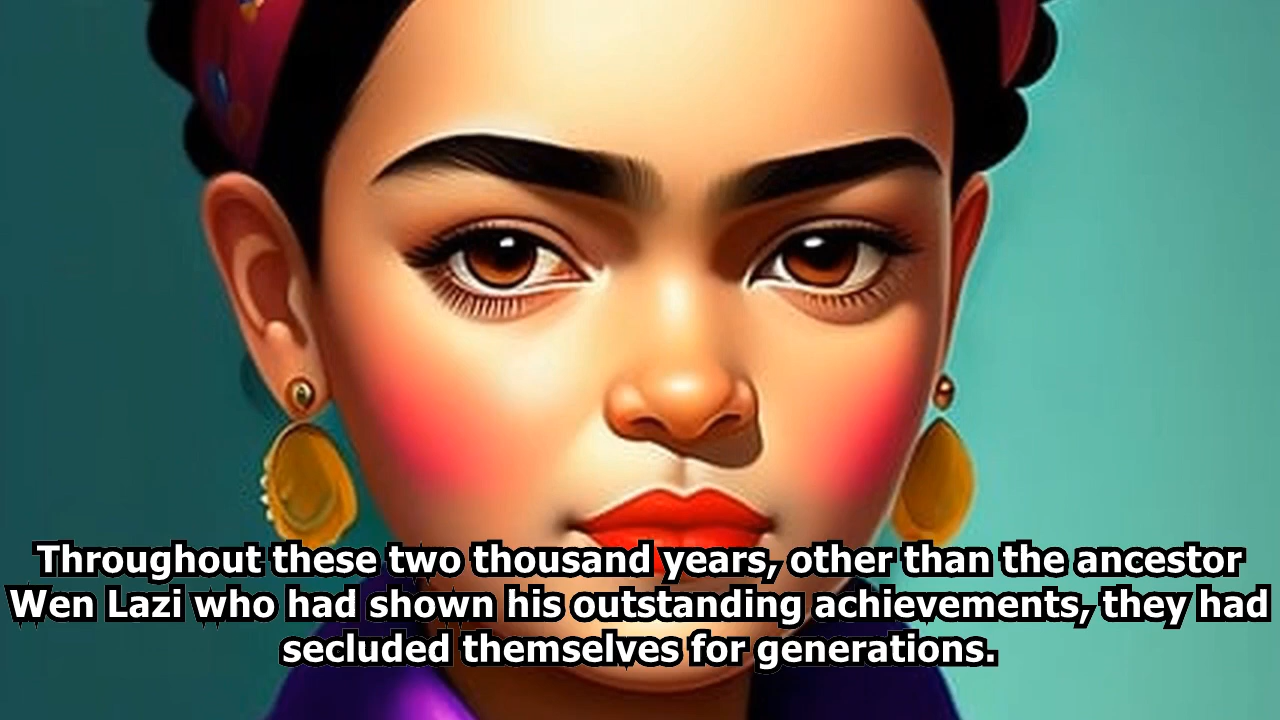 Throughout these two thousand years, other than the ancestor
Wen Lazi who had shown his outstanding achievements, they had
secluded themselves for generations.